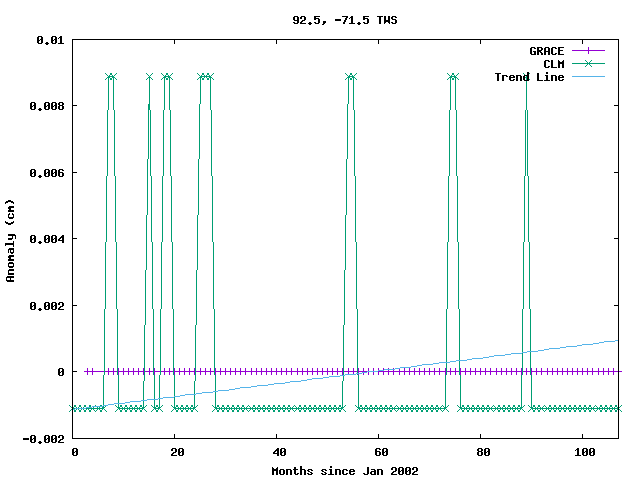 92.5, -71.5 TWS
GRACE
CLM
Trend Line
0.01
0.008
0.006
0.004
0.002
0
-0.002
Anomaly (cm)
0 20 40 60 80 100
Months since Jan 2002